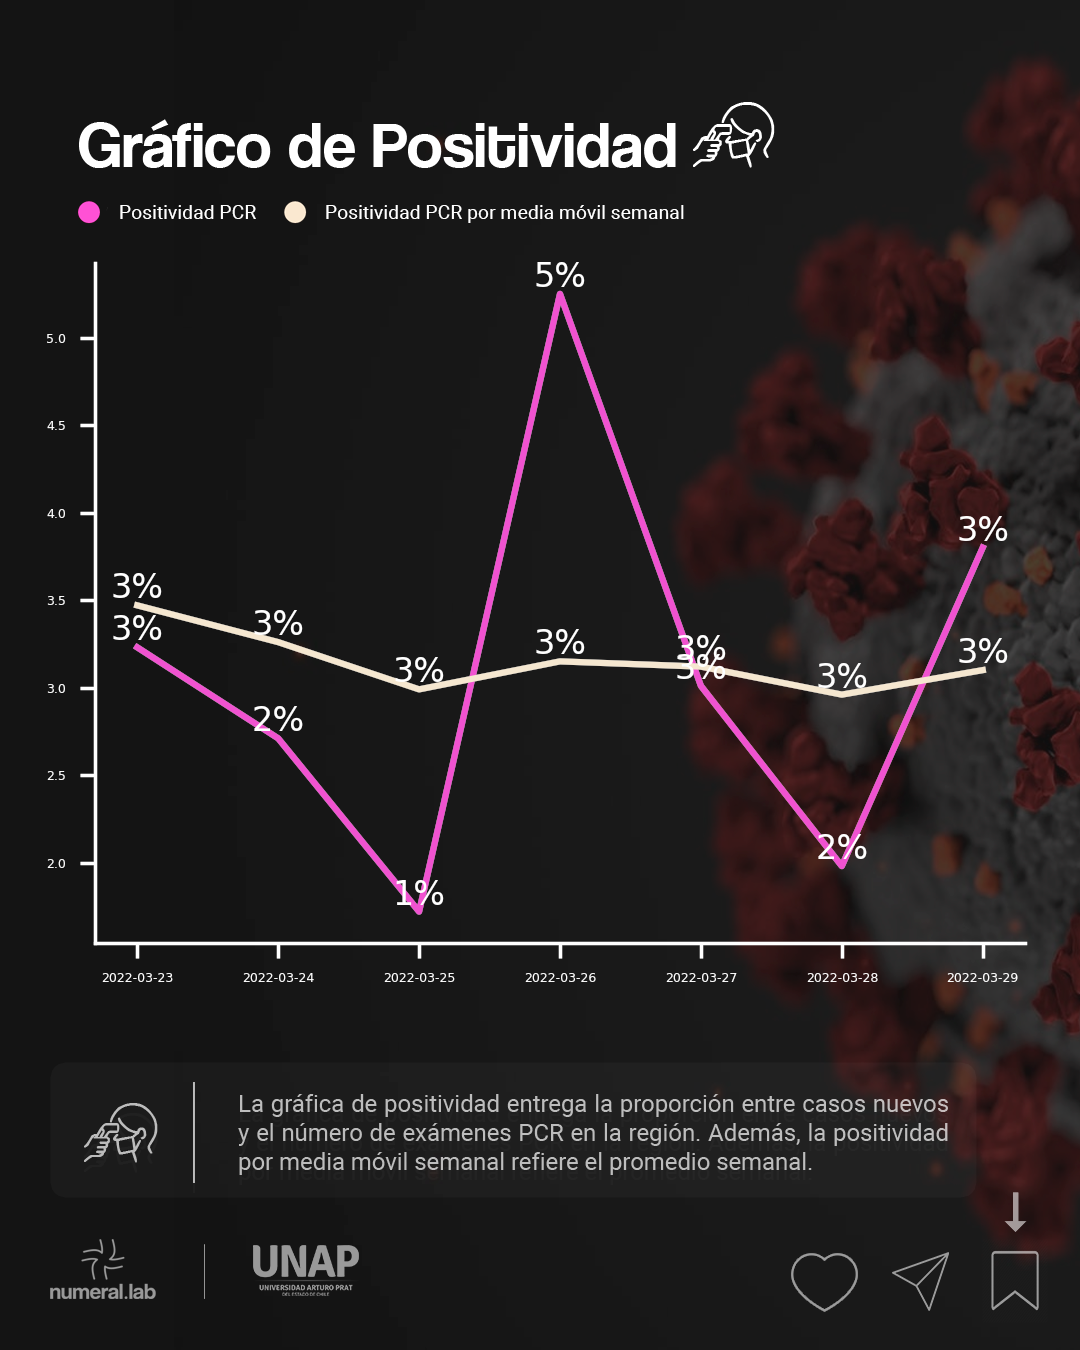 Gráfico de Positividad
Positividad PCR Positividad PCR por media móvil semanal
5%
5.0
4.5
4.0
3%
3%
3.5
3%
3%
3%
3%
3%
3%
3%
3%
3%
3.0
2%
2.5
2%
2.0
1%
2022-03-23 2022-03-24 2022-03-25 2022-03-26 2022-03-27 2022-03-28 2022-03-29
La gráfica de positividad entrega la proporción entre casos nuevos
y el número de exámenes PCR en la región. Además, la positividad
por media móvil semanal refiere el promedio semanal.
numeral.lab
UNAP
UNIVERSIDAD ARTURO PRAT
DEL ESTADO DE CHILE